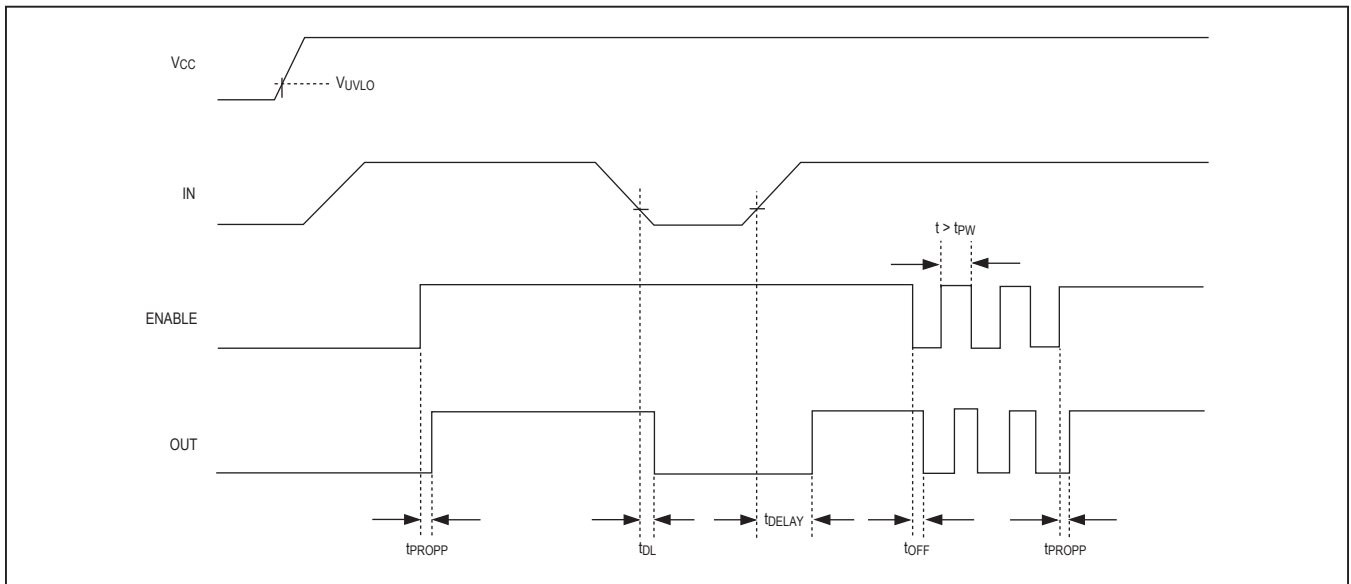 VCC
VUVLO
IN
t > tPW
ENABLE
OUT
tPROPP
tDL
tDELAY
tOFF
tPROPP